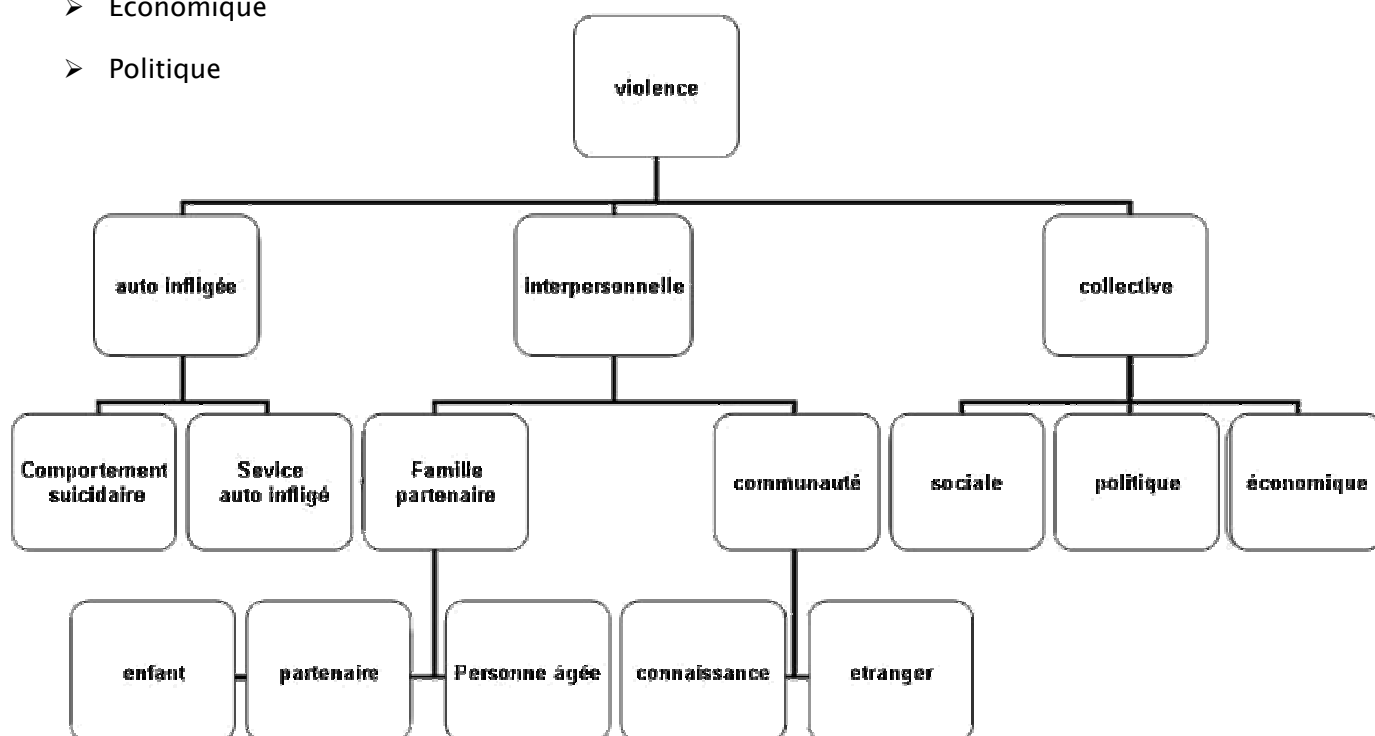 ➢ Economique
➢ Politique
violence
auto infligée
interpersonnelle
collective
Comportement
suicidaire
Sevice
auto infligé
Famille
partenaire
communauté
sociale
politique
économique
enfant
partenaire
Personne âgée
connaissance
etranger